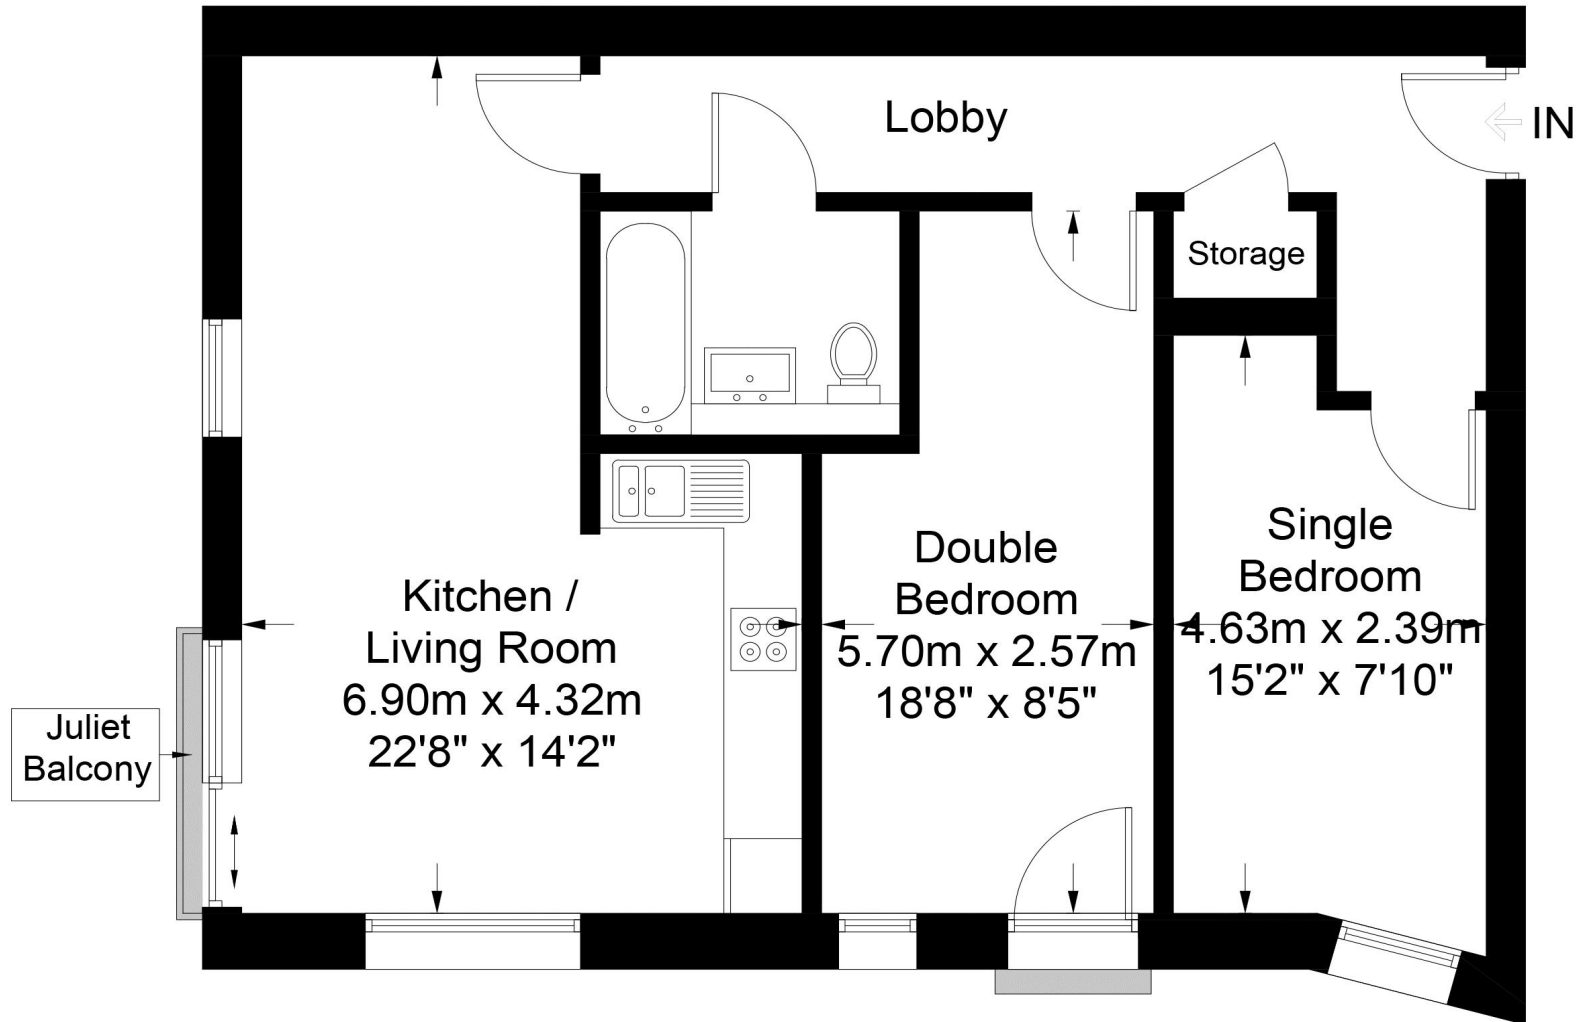 Lobby
IN
Storage
Kitchen /
Living Room
6.90m x 4.32m
22'8" x 14'2"
Double
Bedroom
5.70m x 2.57m
18'8" x 8'5"
Single
Bedroom
4.63m x 2.39m
15'2" x 7'10"
Juliet
Balcony